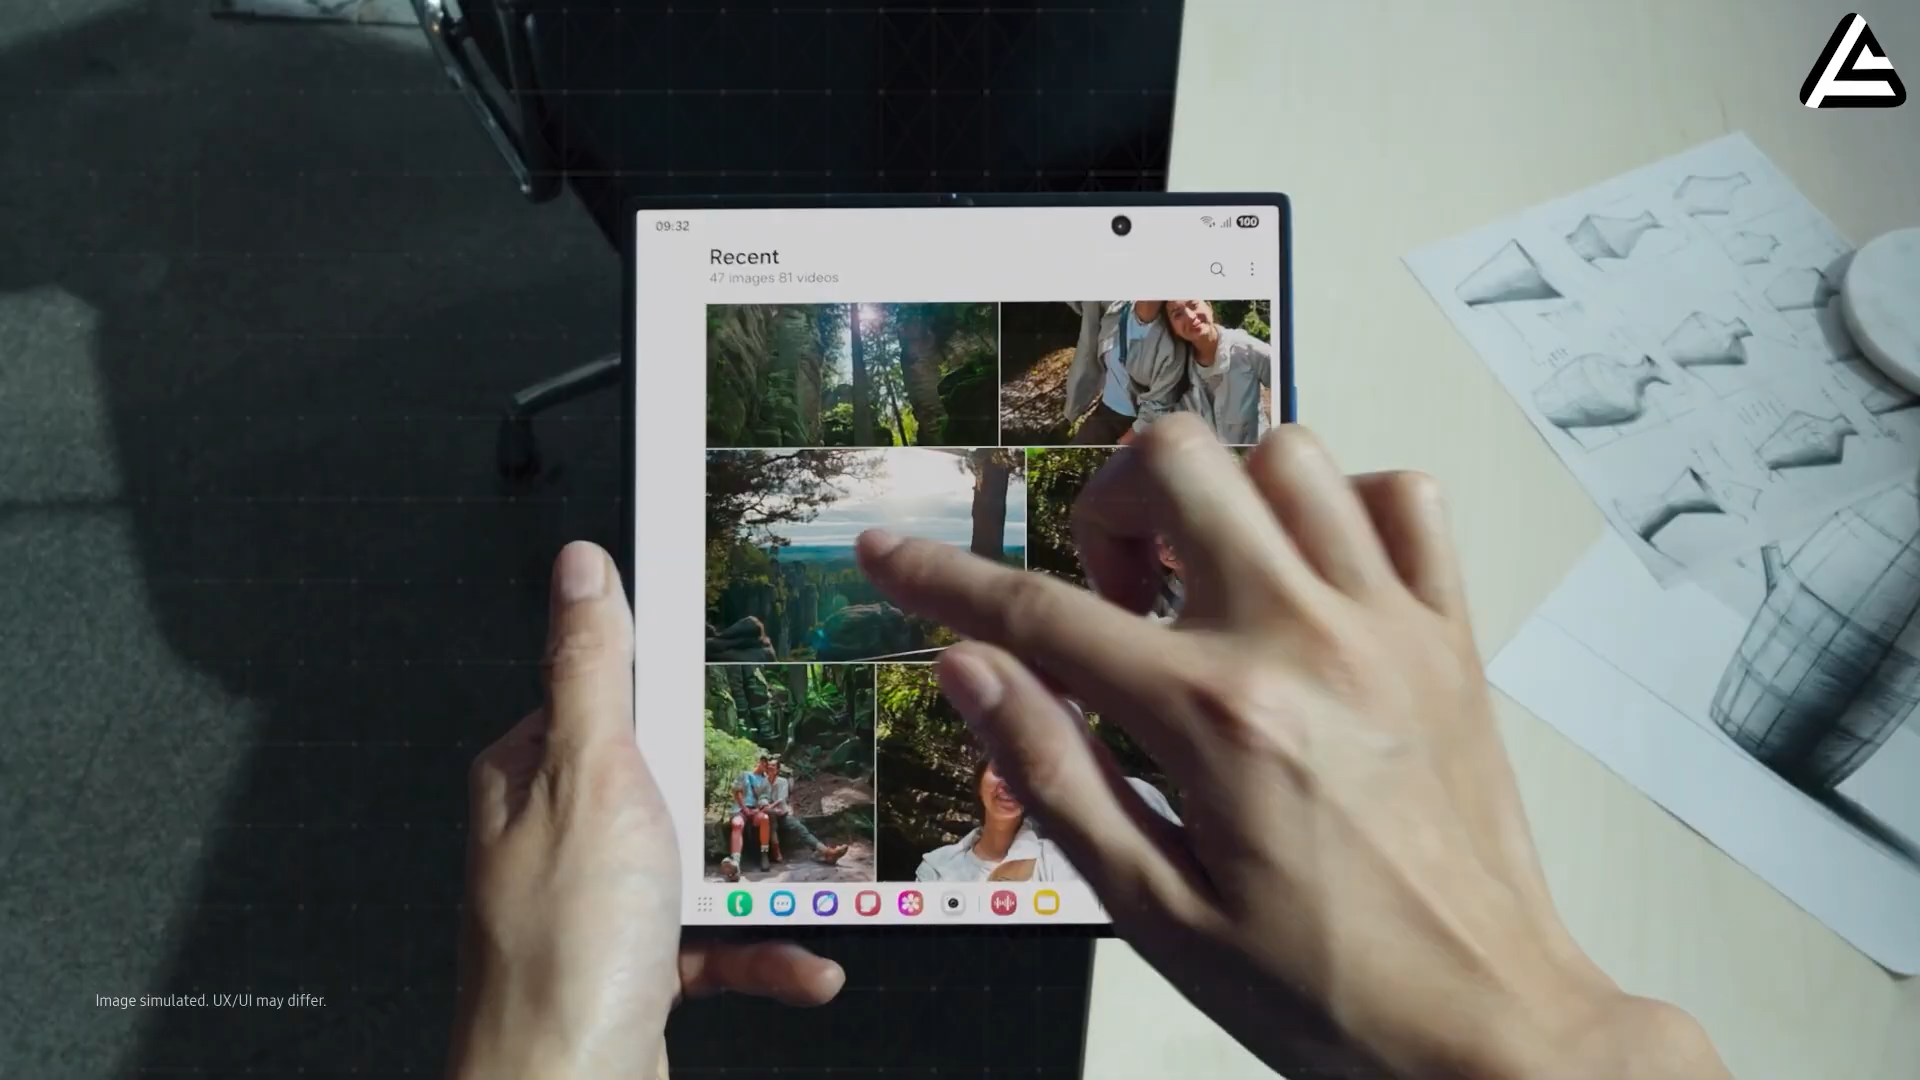 09:32
100
Recent
47 images 81 videos
Image simulated. UX/UI may differ.